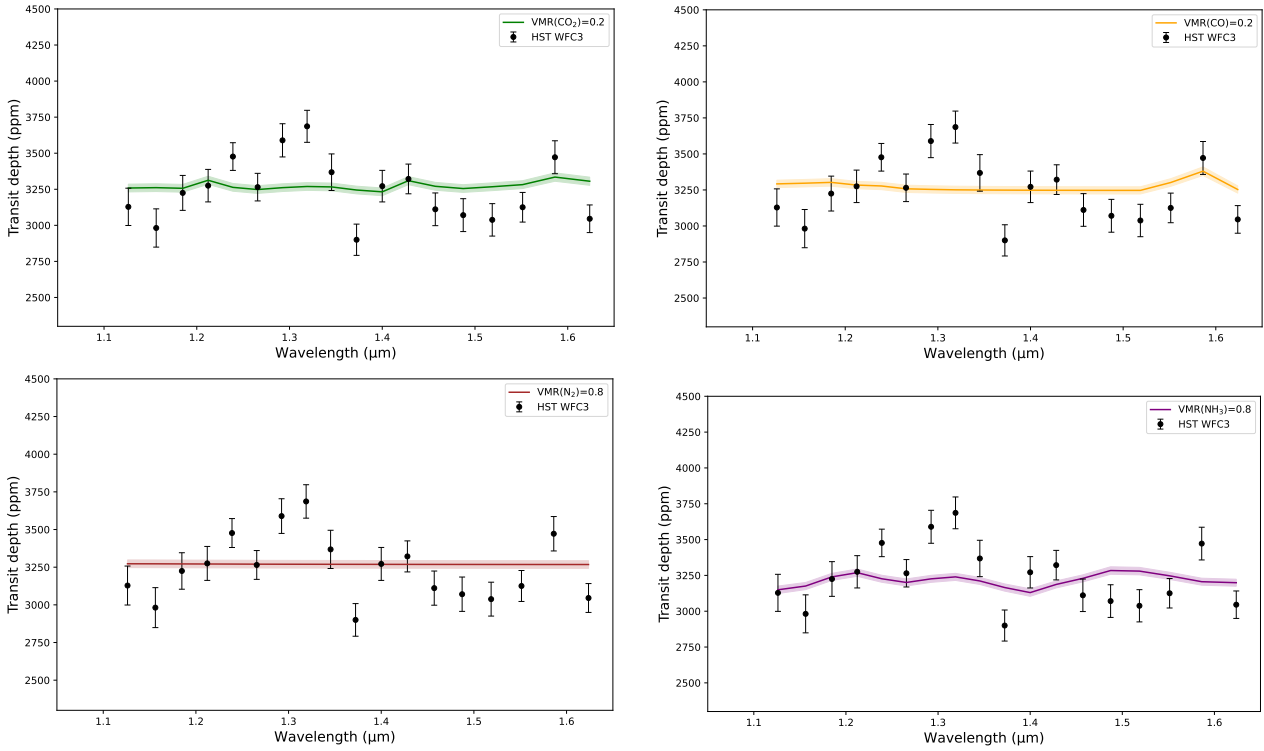 4500
4250
4000
3750
3500
3250
3000
2750
2500
Transit depth (ppm)
VMR(CO₂)=0.2
HST WFC3
1.1 1.2 1.3 1.4 1.5 1.6
Wavelength (μm)
4500
4250
4000
3750
3500
3250
3000
2750
2500
Transit depth (ppm)
VMR(CO)=0.2
HST WFC3
1.1 1.2 1.3 1.4 1.5 1.6
Wavelength (μm)
4500
4250
4000
3750
3500
3250
3000
2750
2500
Transit depth (ppm)
VMR(N₂)=0.8
HST WFC3
1.1 1.2 1.3 1.4 1.5 1.6
Wavelength (μm)
4500
4250
4000
3750
3500
3250
3000
2750
2500
Transit depth (ppm)
VMR(NH₃)=0.8
HST WFC3
1.1 1.2 1.3 1.4 1.5 1.6
Wavelength (μm)